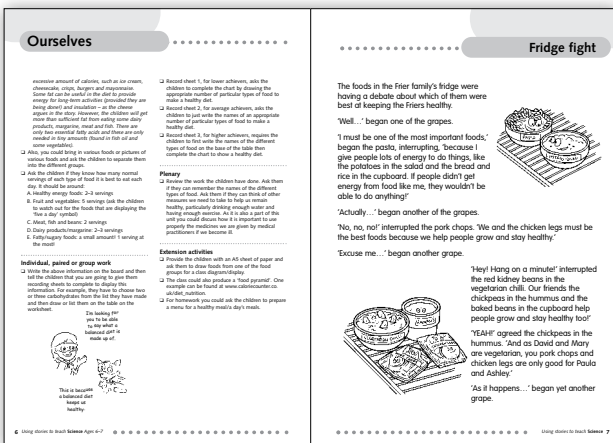 Ourselves
excessive amount of calories, such as ice cream,
cheesecake, crisps, burgers and mayonnaise.
Some fat can be useful in the diet to provide
energy for long-term activities (provided they are
being done!) and insulation – as the cheese
argues in the story. However, the children will get
more than sufficient fat from eating some dairy
products, margarine, meat and fish. There are
only two essential fatty acids and these are only
needed in tiny amounts (found in fish oil and
some vegetables).
❑ Also, you could bring in various foods or pictures of
various foods and ask the children to separate them
into the different groups.
❑ Ask the children if they know how many normal
servings of each type of food it is best to eat each
day. It should be around:
A. Healthy energy foods: 2–3 servings
B. Fruit and vegetables: 5 servings (ask the children
to watch out for the foods that are displaying the
'five a day' symbol)
C. Meat, fish and beans: 2 servings
D. Dairy products/margarine: 2–3 servings
E. Fatty/sugary foods: a small amount! 1 serving at
the most!
Individual, paired or group work
❑ Write the above information on the board and then
tell the children that you are going to give them
recording sheets to complete to display this
information. For example, they have to choose two
or three carbohydrates from the list they have made
and then draw or list them on the table on the
worksheet.
I'm looking for
you to be able
to say what a
balanced diet is
made up of.
This is because
a balanced diet
keeps us
healthy.
❑ Record sheet 1, for lower achievers, asks the
children to complete the chart by drawing the
appropriate number of particular types of food to
make a healthy diet.
❑ Record sheet 2, for average achievers, asks the
children to just write the names of an appropriate
number of particular types of food to make a
healthy diet.
❑ Record sheet 3, for higher achievers, requires the
children to first write the names of the different
types of food on the base of the table then
complete the chart to show a healthy diet.
Plenary
❑ Review the work the children have done. Ask them
if they can remember the names of the different
types of food. Ask them if they can think of other
measures we need to take to help us remain
healthy, particularly drinking enough water and
having enough exercise. As it is also a part of this
unit you could discuss how it is important to use
properly the medicines we are given by medical
practitioners if we become ill.
Extension activities
❑ Provide the children with an A5 sheet of paper and
ask them to draw foods from one of the food
groups for a class diagram/display.
❑ The class could also produce a 'food pyramid'. One
example can be found at www.caloriecounter.co.
uk/diet_nutrition.
❑ For homework you could ask the children to prepare
a menu for a healthy meal/a day's meals.
6 Using stories to teach Science Ages 6–7
Fridge fight
The foods in the Frier family's fridge were
having a debate about which of them were
best at keeping the Friers healthy.
'Well…' began one of the grapes.
'I must be one of the most important foods,'
began the pasta, interrupting, 'because I
give people lots of energy to do things, like
the potatoes in the salad and the bread and
rice in the cupboard. If people didn't get
energy from food like me, they wouldn't be
able to do anything!'
'Actually…' began another of the grapes.
'No, no, no!' interrupted the pork chops. 'We and the chicken legs must be
the best foods because we help people grow and stay healthy.'
'Excuse me…' began another grape.
'Hey! Hang on a minute!' interrupted
the red kidney beans in the
vegetarian chilli. Our friends the
chickpeas in the hummus and the
baked beans in the cupboard help
people grow and stay healthy too!'
'YEAH!' agreed the chickpeas in the
hummus. 'And as David and Mary
are vegetarian, you pork chops and
chicken legs are only good for Paula
and Ashley.'
'As it happens…' began yet another
grape.
Using stories to teach Science Ages 6–7 7